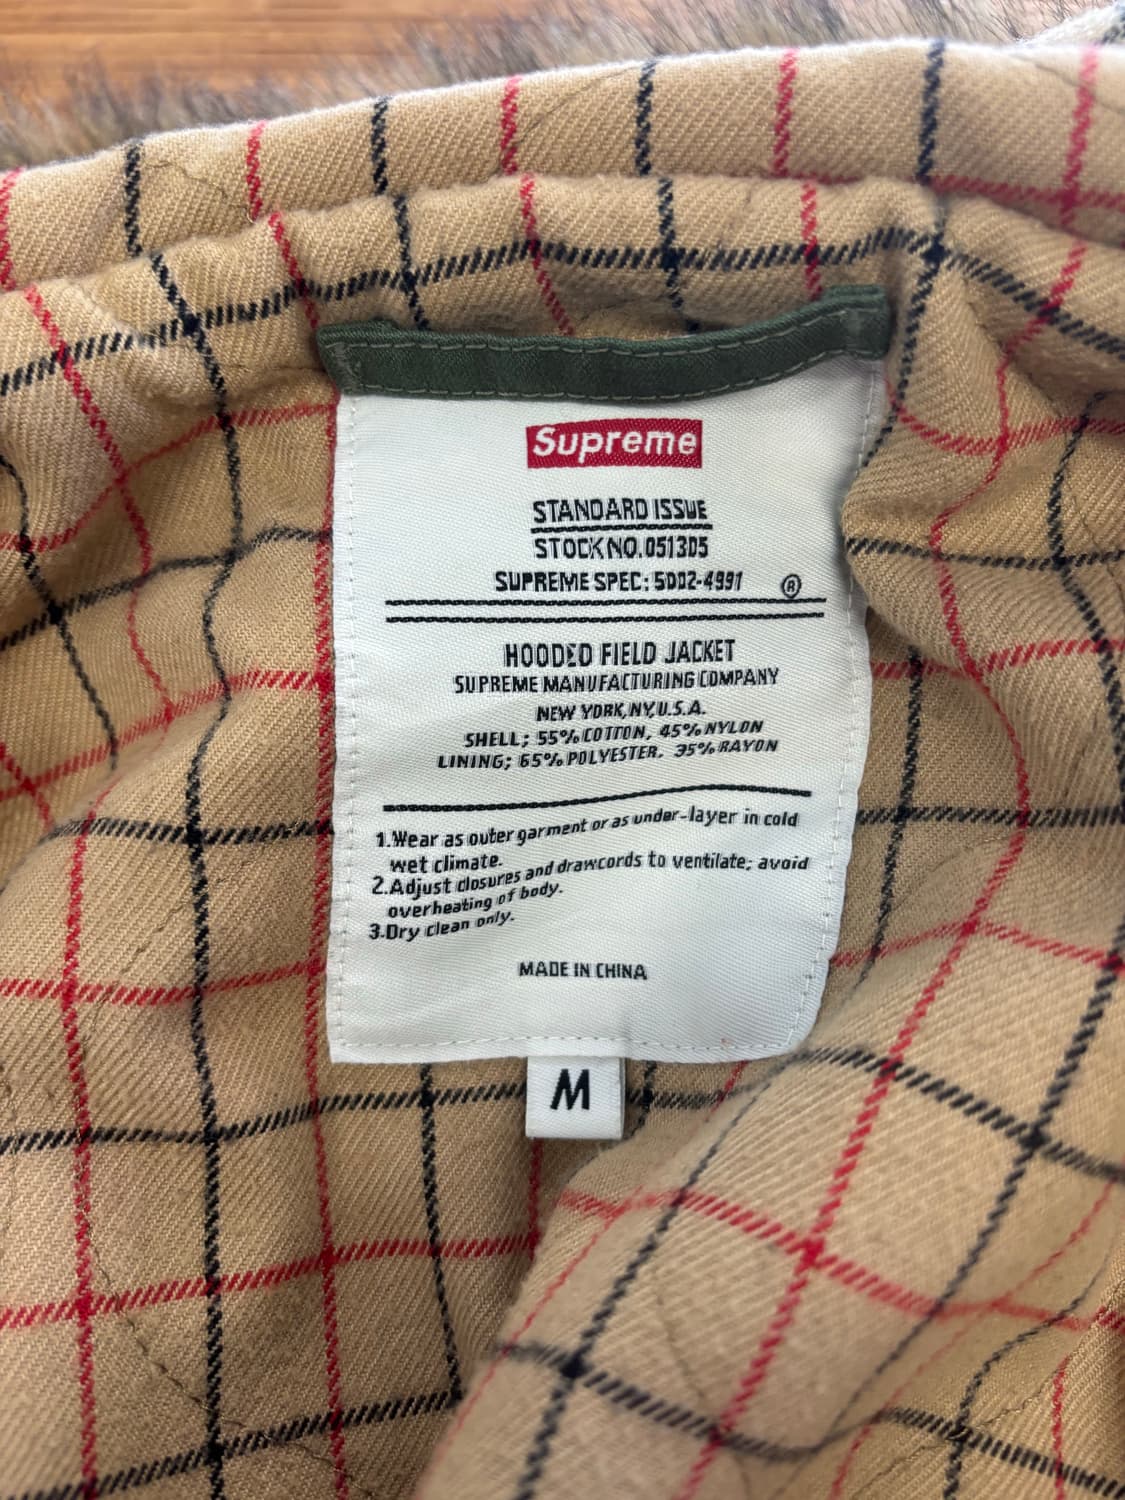 Supreme
STANDARD ISSUE
STOCK NO. 051305
SUPREME SPEC: 5002-4991 ®
HOODED FIELD JACKET
SUPREME MANUFACTURING COMPANY
NEW YORK, NY, U.S.A.
SHELL; 55% COTTON, 45% NYLON
LINING; 65% POLYESTER, 35% RAYON
1.Wear as outer garment or as under-layer in cold
wet climate.
2.Adjust closures and drawcords to ventilate; avoid
overheating of body.
3.Dry clean only.
MADE IN CHINA
M